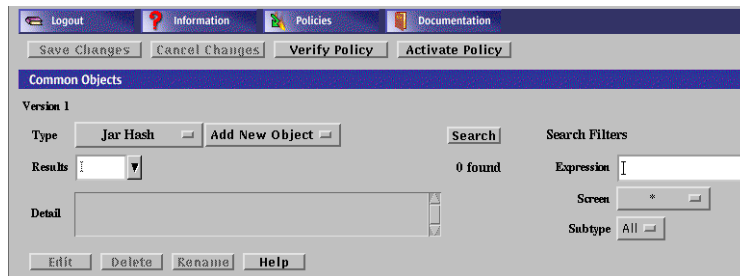 Logout Information Policies Documentation
Save Changes Cancel Changes Verify Policy Activate Policy
Common Objects
Version 1
Type Jar Hash Add New Object Search Search Filters
Results 0 found Expression
Screen *
Detail
Subtype All
Edit Delete Rename Help